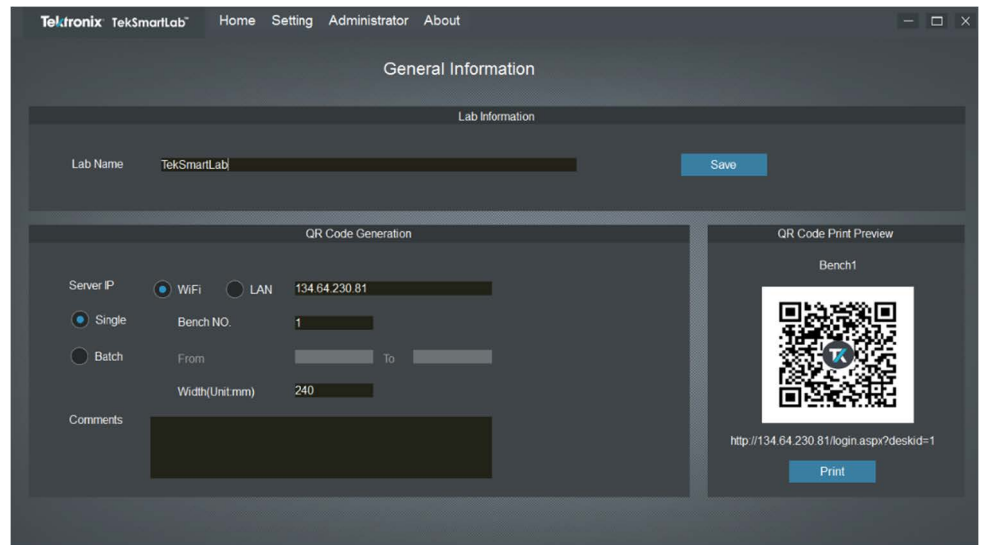 Tektronix TekSmartLab™ Home Setting Administrator About
General Information
Lab Information
Lab Name TekSmartLab Save
QR Code Generation
Server IP WiFi LAN 134.64.230.81
Single Bench NO. 1
Batch From To
Width(Unit:mm) 240
Comments
QR Code Print Preview
Bench1
TK
http://134.64.230.81/login.aspx?deskid=1
Print